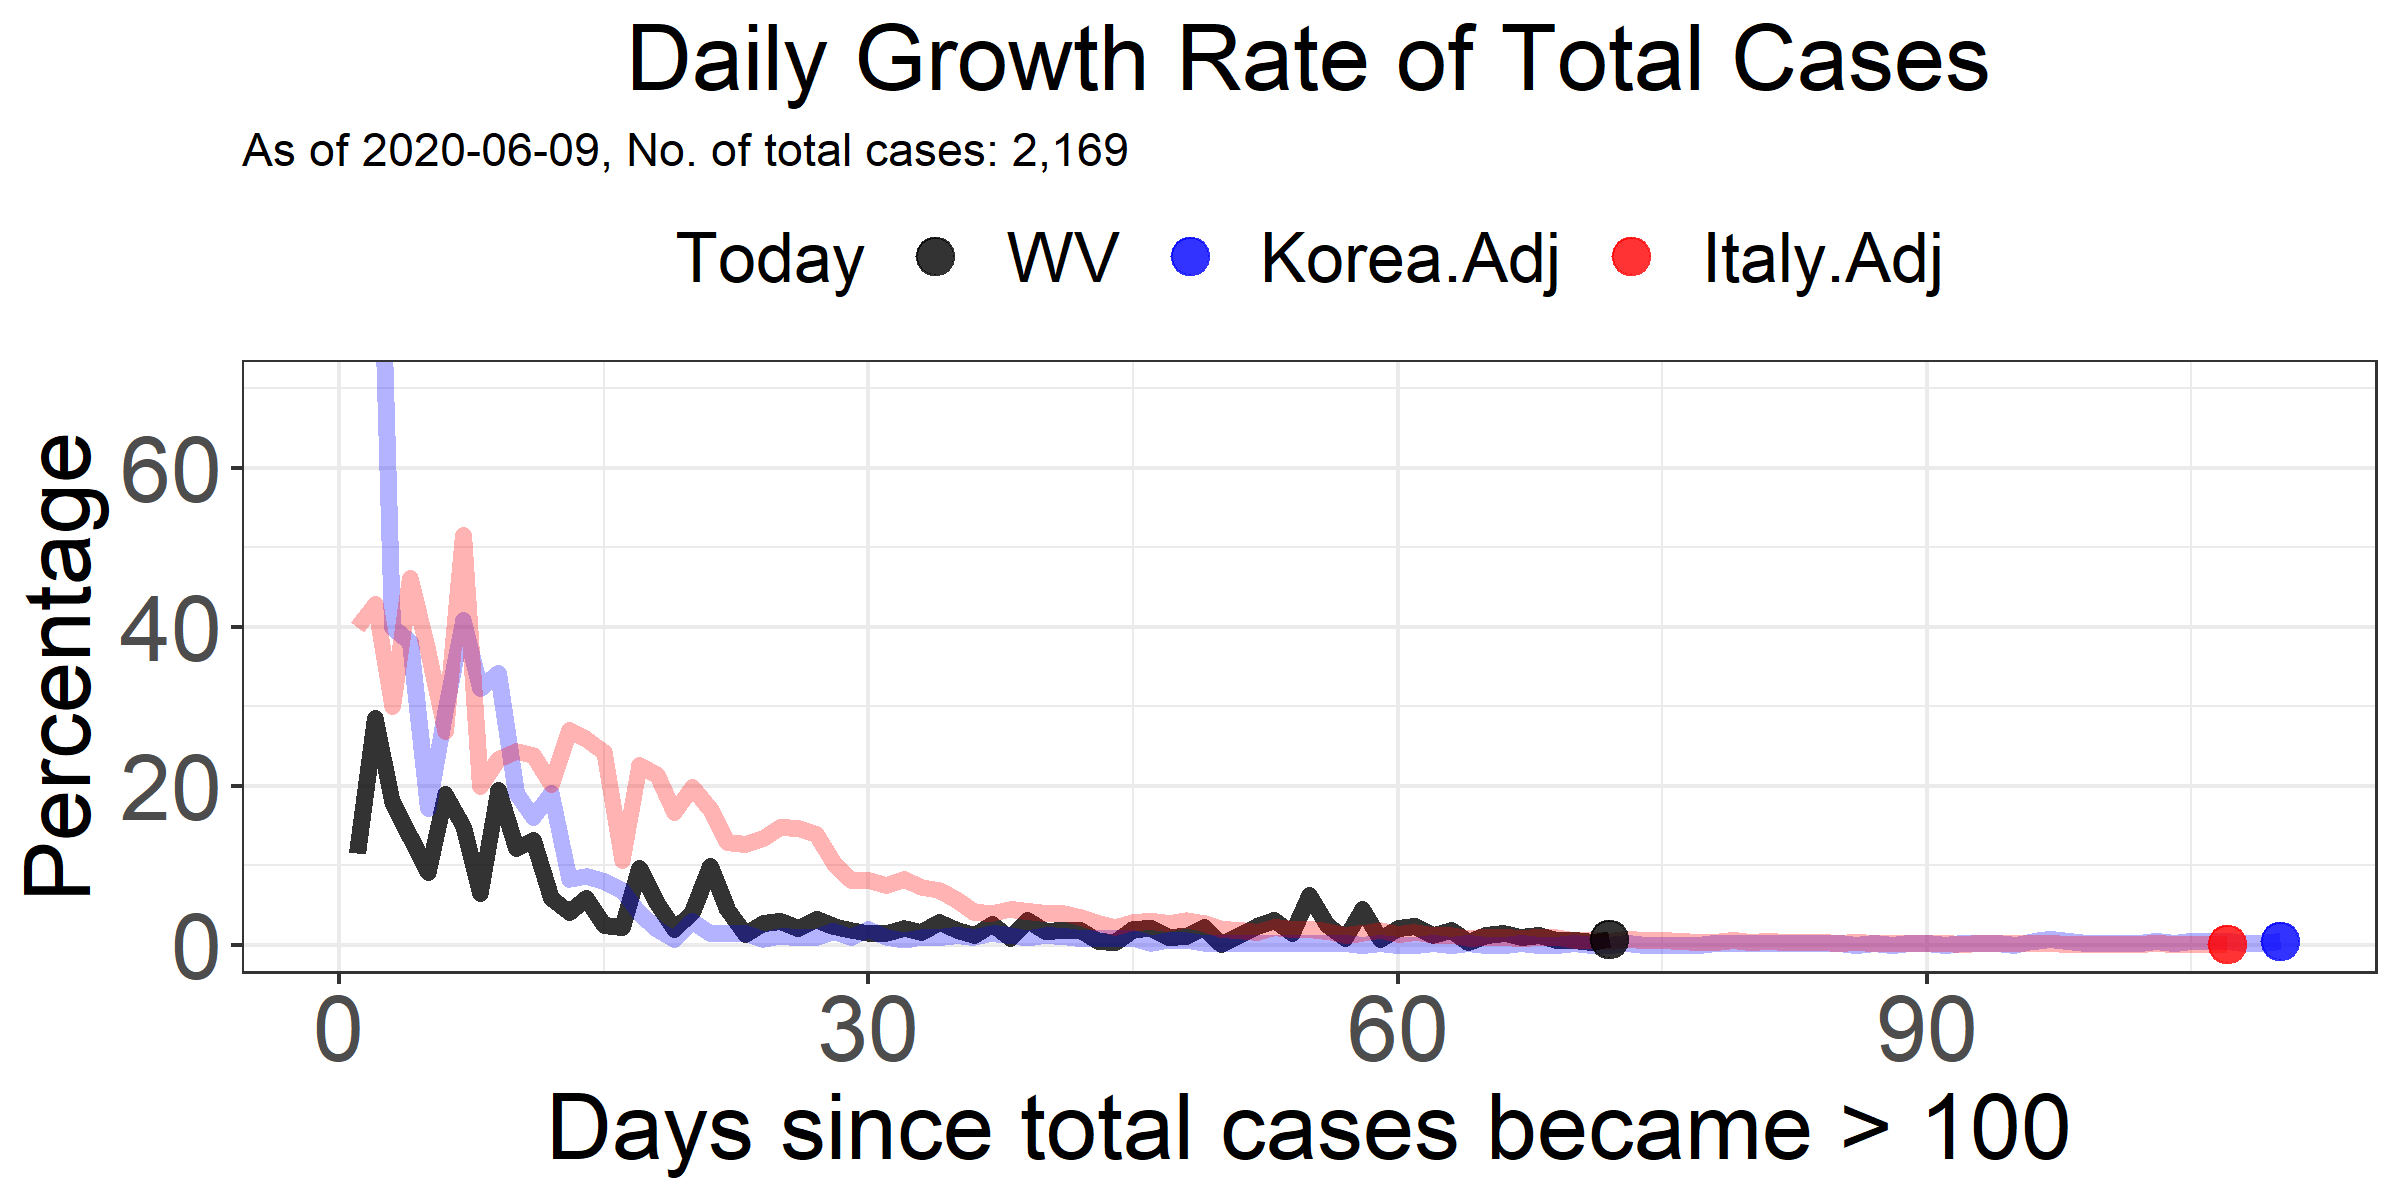 Daily Growth Rate of Total Cases
As of 2020-06-09, No. of total cases: 2,169
Today WV Korea.Adj Italy.Adj
Percentage
60
40
20
0
0 30 60 90
Days since total cases became > 100